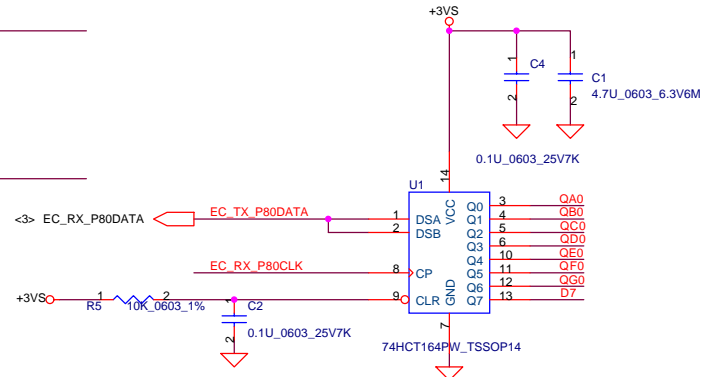 +3VS
1
C4
2
1
C1
2
4.7U_0603_6.3V6M
0.1U_0603_25V7K
14
U1
VCC
<3> EC_RX_P80DATA
EC_TX_P80DATA
1 DSA
2 DSB
Q0 3 QA0
Q1 4 QB0
Q2 5 QC0
Q3 6 QD0
Q4 10 QE0
Q5 11 QF0
Q6 12 QG0
Q7 13 D7
EC_RX_P80CLK
8 CP
+3VS
1 2
R5 10K_0603_1%
9 CLR
GND
7
1
C2
2
0.1U_0603_25V7K
74HCT164PW_TSSOP14